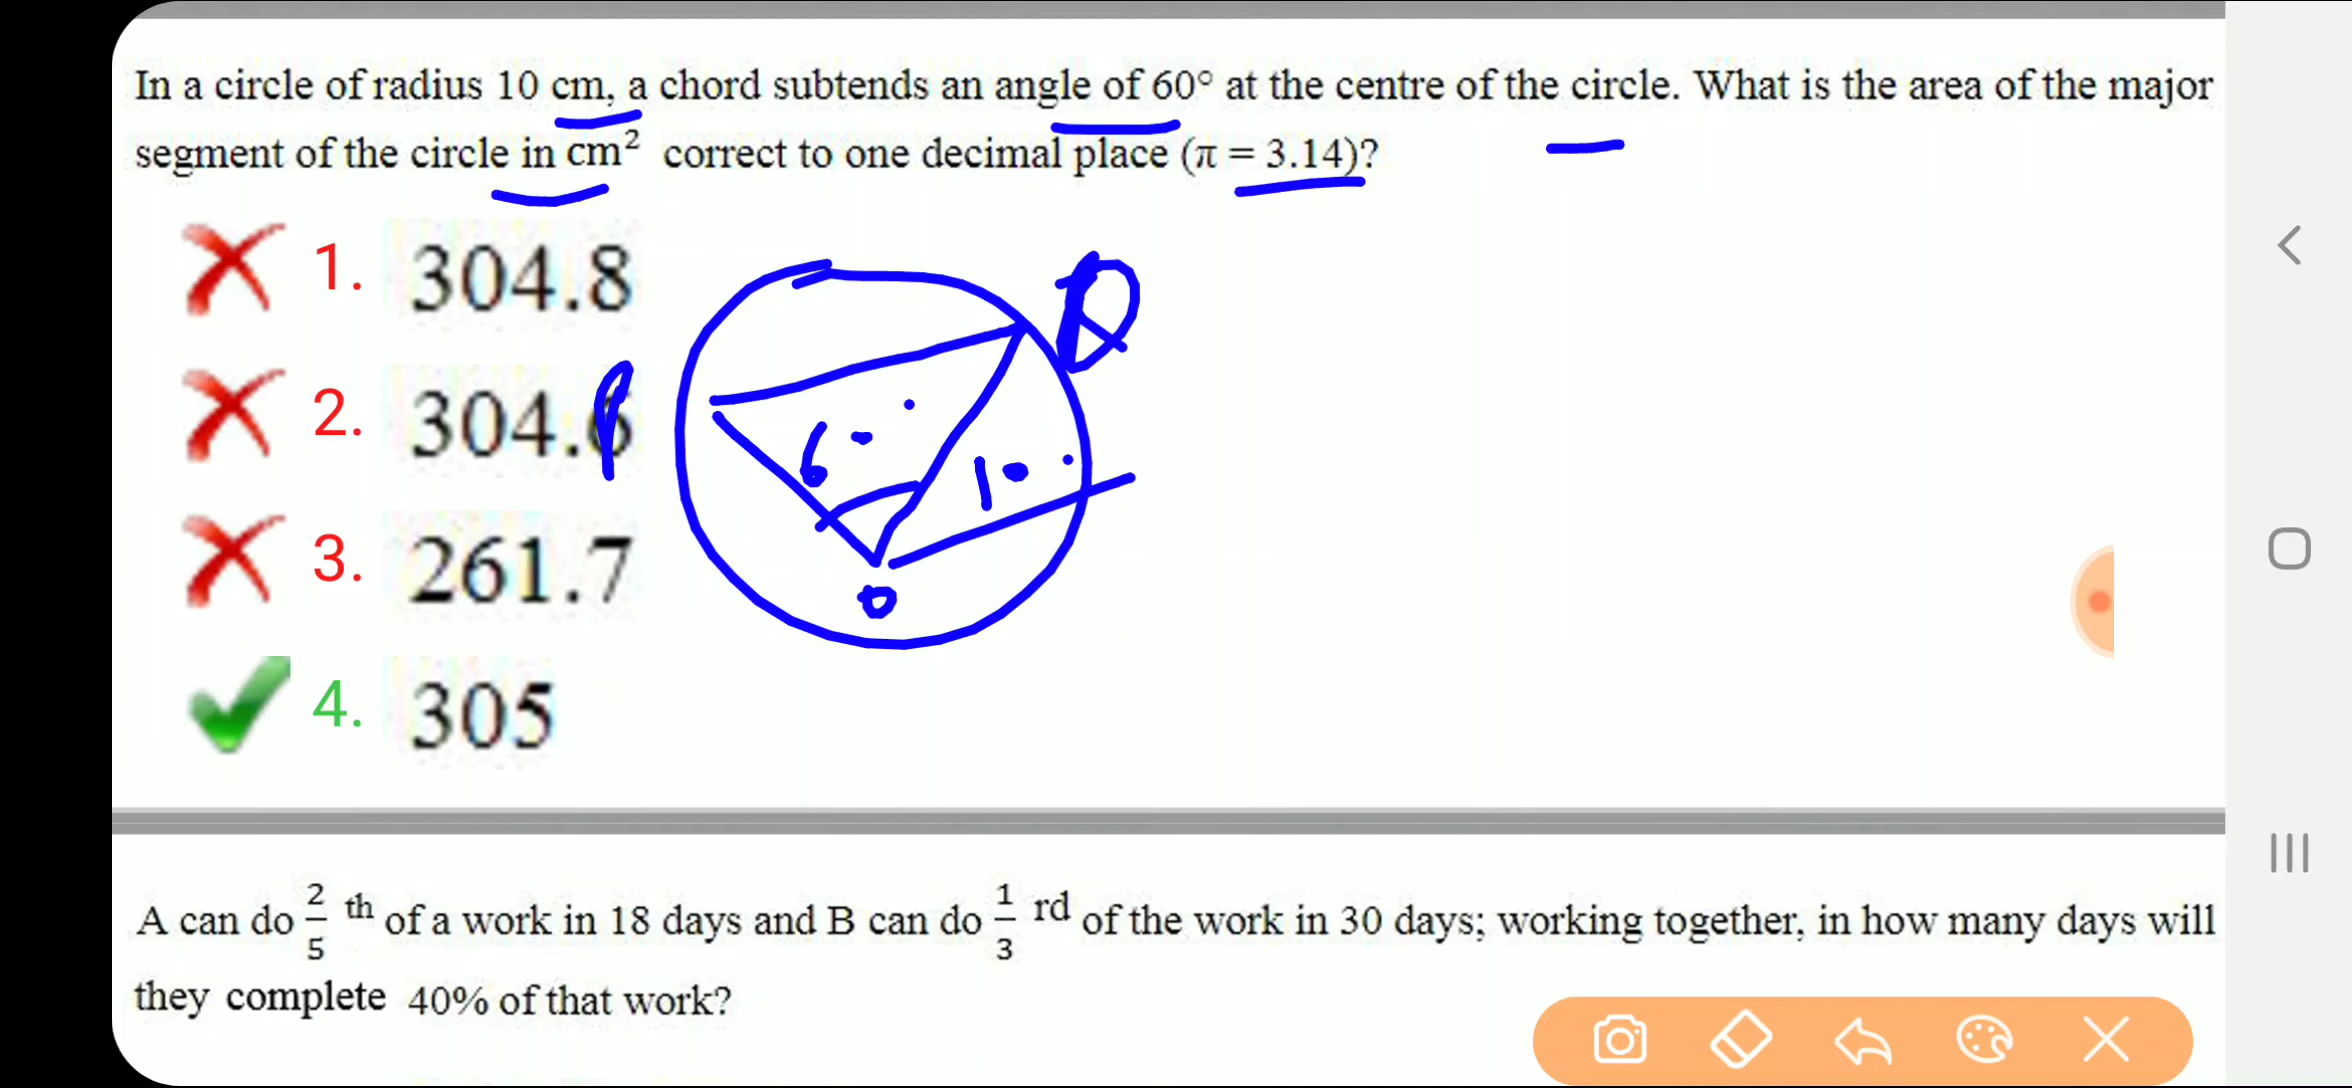 In a circle of radius 10 cm, a chord subtends an angle of 60° at the centre of the circle. What is the area of the major
segment of the circle in cm² correct to one decimal place (π = 3.14)?
1. 304.8
2. 304.6
3. 261.7
4. 305
6
10
0
A can do 2/5 th of a work in 18 days and B can do 1/3 rd of the work in 30 days; working together, in how many days will
they complete 40% of that work?